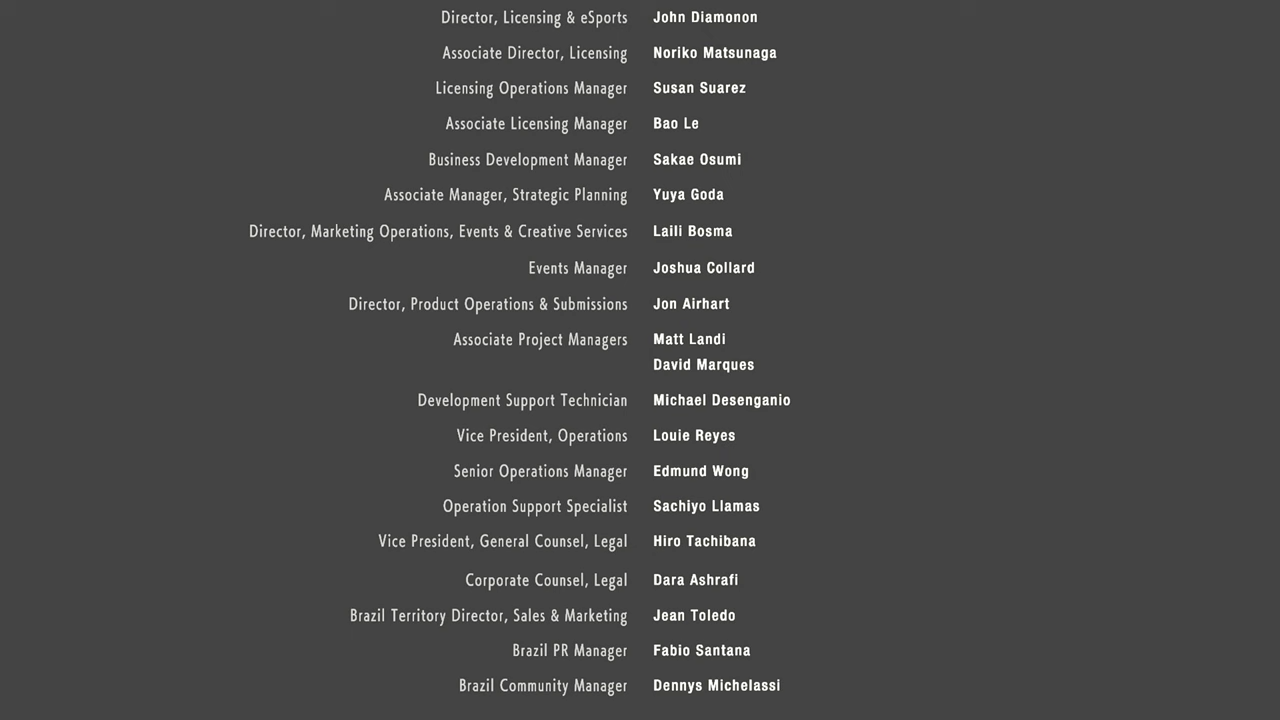 Director, Licensing & eSports John Diamonon
Associate Director, Licensing Noriko Matsunaga
Licensing Operations Manager Susan Suarez
Associate Licensing Manager Bao Le
Business Development Manager Sakae Osumi
Associate Manager, Strategic Planning Yuya Goda
Director, Marketing Operations, Events & Creative Services Laili Bosma
Events Manager Joshua Collard
Director, Product Operations & Submissions Jon Airhart
Associate Project Managers Matt Landi
David Marques
Development Support Technician Michael Desenganio
Vice President, Operations Louie Reyes
Senior Operations Manager Edmund Wong
Operation Support Specialist Sachiyo Llamas
Vice President, General Counsel, Legal Hiro Tachibana
Corporate Counsel, Legal Dara Ashrafi
Brazil Territory Director, Sales & Marketing Jean Toledo
Brazil PR Manager Fabio Santana
Brazil Community Manager Dennys Michelassi